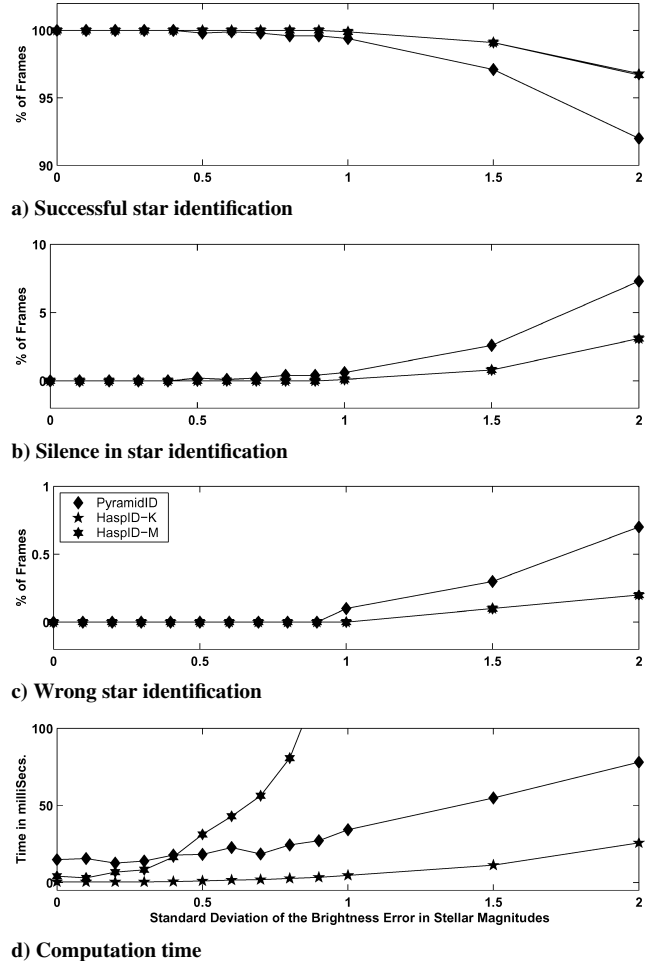 100
95
90
% of Frames
0 0.5 1 1.5 2
a) Successful star identification
10
5
0
% of Frames
0 0.5 1 1.5 2
b) Silence in star identification
1
0.5
0
% of Frames
PyramidID
HaspID-K
HaspID-M
0 0.5 1 1.5 2
c) Wrong star identification
100
50
0
Time in milliSecs.
0 0.5 1 1.5 2
Standard Deviation of the Brightness Error in Stellar Magnitudes
d) Computation time